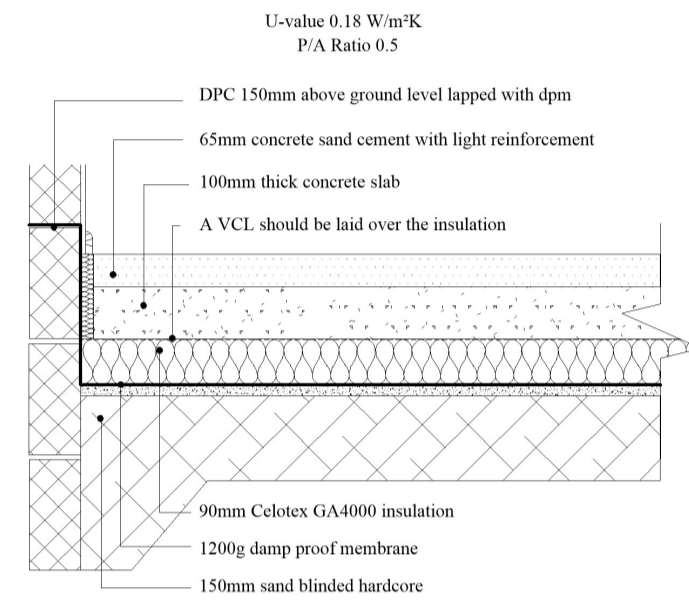 U-value 0.18 W/m²K
P/A Ratio 0.5
DPC 150mm above ground level lapped with dpm
65mm concrete sand cement with light reinforcement
100mm thick concrete slab
A VCL should be laid over the insulation
90mm Celotex GA4000 insulation
1200g damp proof membrane
150mm sand blinded hardcore